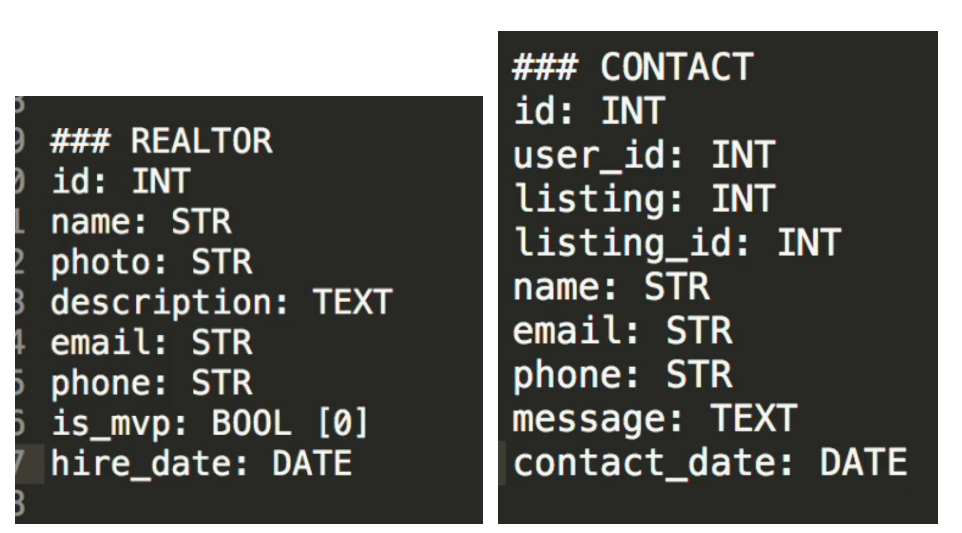 ### REALTOR
id: INT
name: STR
photo: STR
description: TEXT
email: STR
phone: STR
is_mvp: BOOL [0]
hire_date: DATE
### CONTACT
id: INT
user_id: INT
listing: INT
listing_id: INT
name: STR
email: STR
phone: STR
message: TEXT
contact_date: DATE